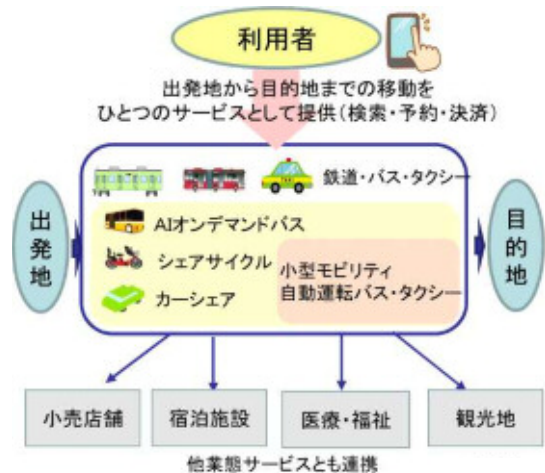 利用者
出発地から目的地までの移動を
ひとつのサービスとして提供(検索・予約・決済)
出発地
鉄道・バス・タクシー
AIオンデマンドバス
シェアサイクル
カーシェア
小型モビリティ
自動運転バス・タクシー
目的地
小売店舗
宿泊施設
医療・福祉
観光地
他業態サービスとも連携